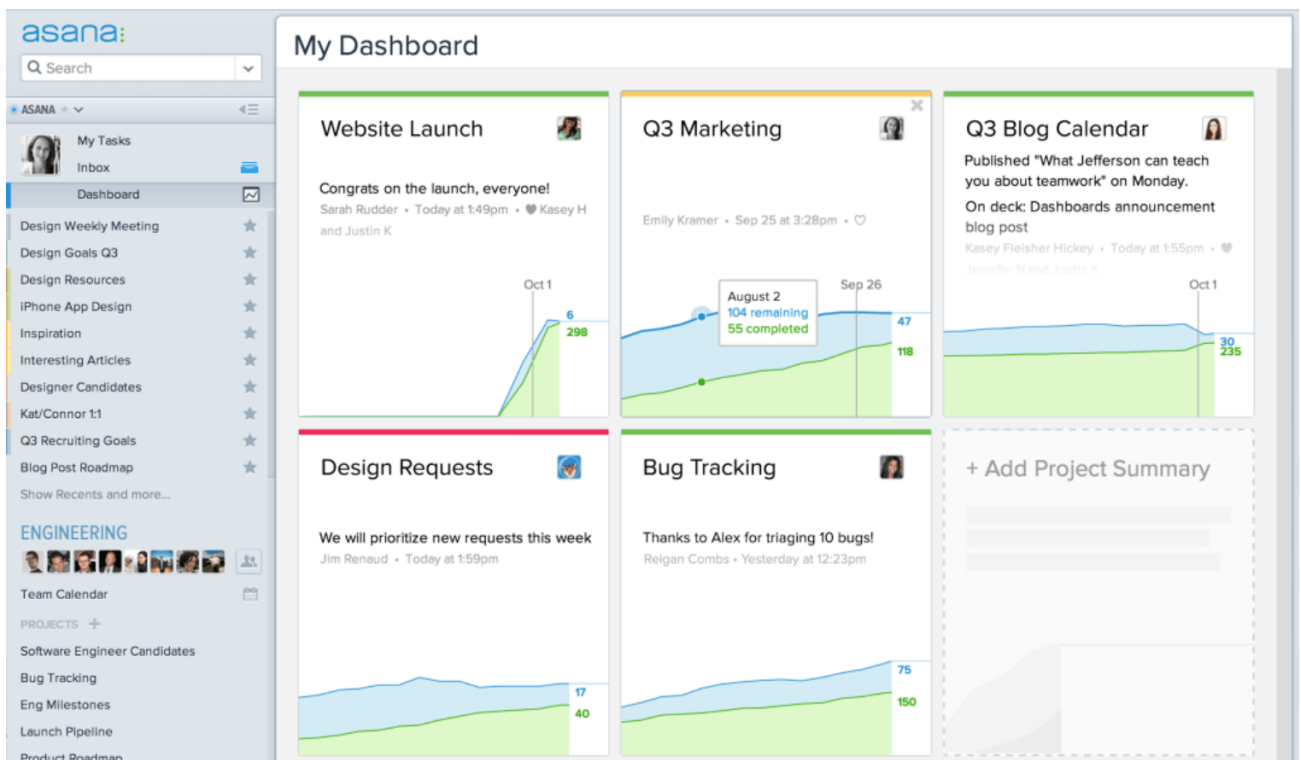 asana:
Search
ASANA
My Tasks
Inbox
Dashboard
Design Weekly Meeting
Design Goals Q3
Design Resources
iPhone App Design
Inspiration
Interesting Articles
Designer Candidates
Kat/Connor 1:1
Q3 Recruiting Goals
Blog Post Roadmap
Show Recents and more...
ENGINEERING
Team Calendar
PROJECTS +
Software Engineer Candidates
Bug Tracking
Eng Milestones
Launch Pipeline
Product Roadmap
My Dashboard
Website Launch
Congrats on the launch, everyone!
Sarah Rudder • Today at 1:49pm • ♥ Kasey H
and Justin K
Oct 1
6
298
Q3 Marketing
Emily Kramer • Sep 25 at 3:28pm • ♡
August 2
104 remaining
55 completed
Sep 26
47
118
Q3 Blog Calendar
Published "What Jefferson can teach
you about teamwork" on Monday.
On deck: Dashboards announcement
blog post
Kasey Fleisher Hickey • Today at 1:55pm • ♥
Jennifer N and Justin K
Oct 1
30
235
Design Requests
We will prioritize new requests this week
Jim Renaud • Today at 1:59pm
17
40
Bug Tracking
Thanks to Alex for triaging 10 bugs!
Reigan Combs • Yesterday at 12:23pm
75
150
+ Add Project Summary